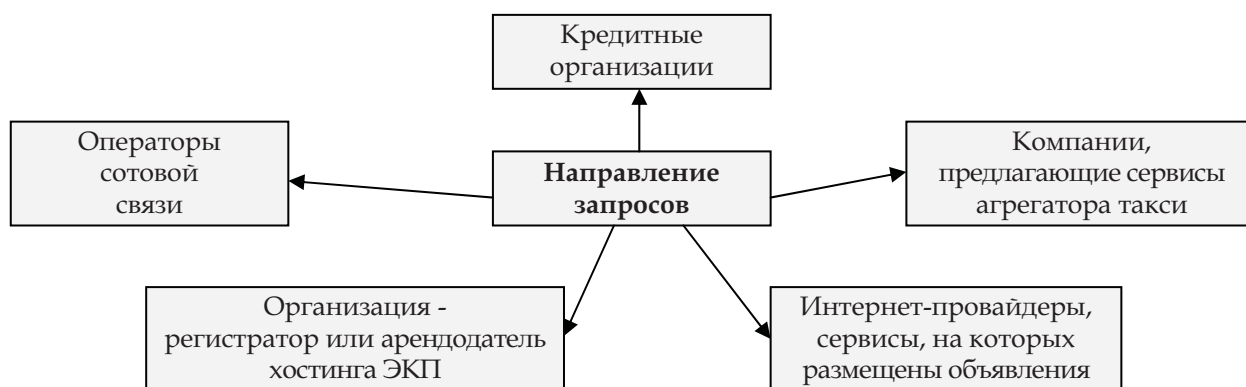 Кредитные
организации
Операторы
сотовой
связи
Направление
запросов
Компании,
предлагающие сервисы
агрегатора такси
Организация -
регистратор или арендодатель
хостинга ЭКП
Интернет-провайдеры,
сервисы, на которых
размещены объявления